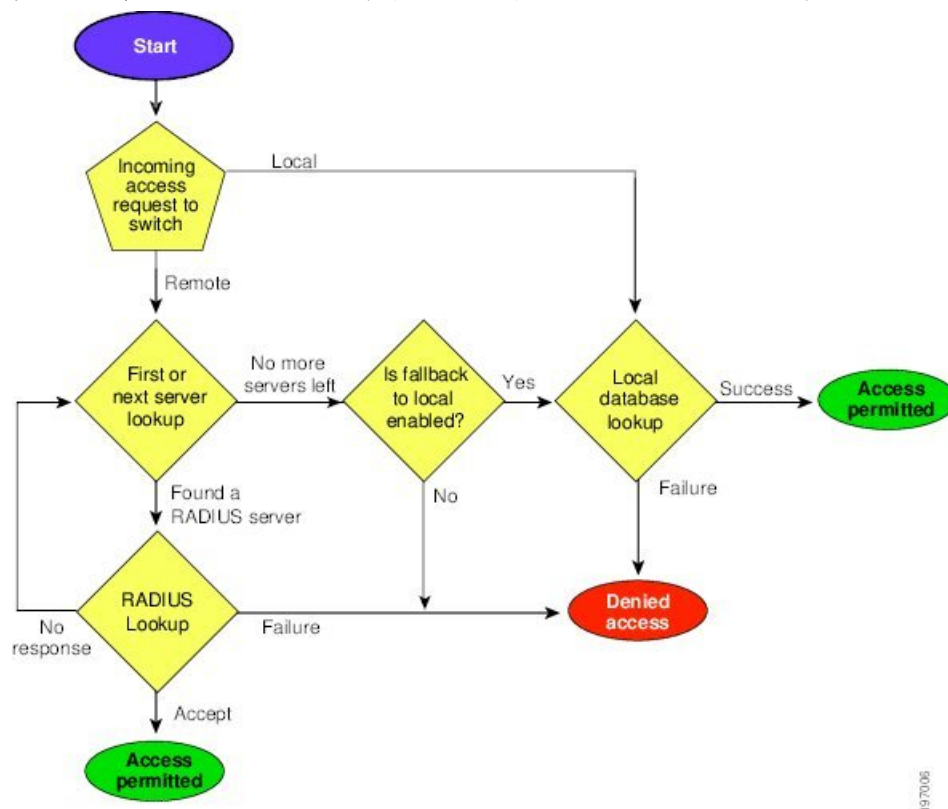 Start
Incoming
access
request to
switch
Local
Remote
First or
next server
lookup
No more
servers left
Is fallback
to local
enabled?
Yes
Local
database
lookup
Success
Access
permitted
Found a
RADIUS server
No
Failure
RADIUS
Lookup
No
response
Failure
Denied
access
Accept
Access
permitted